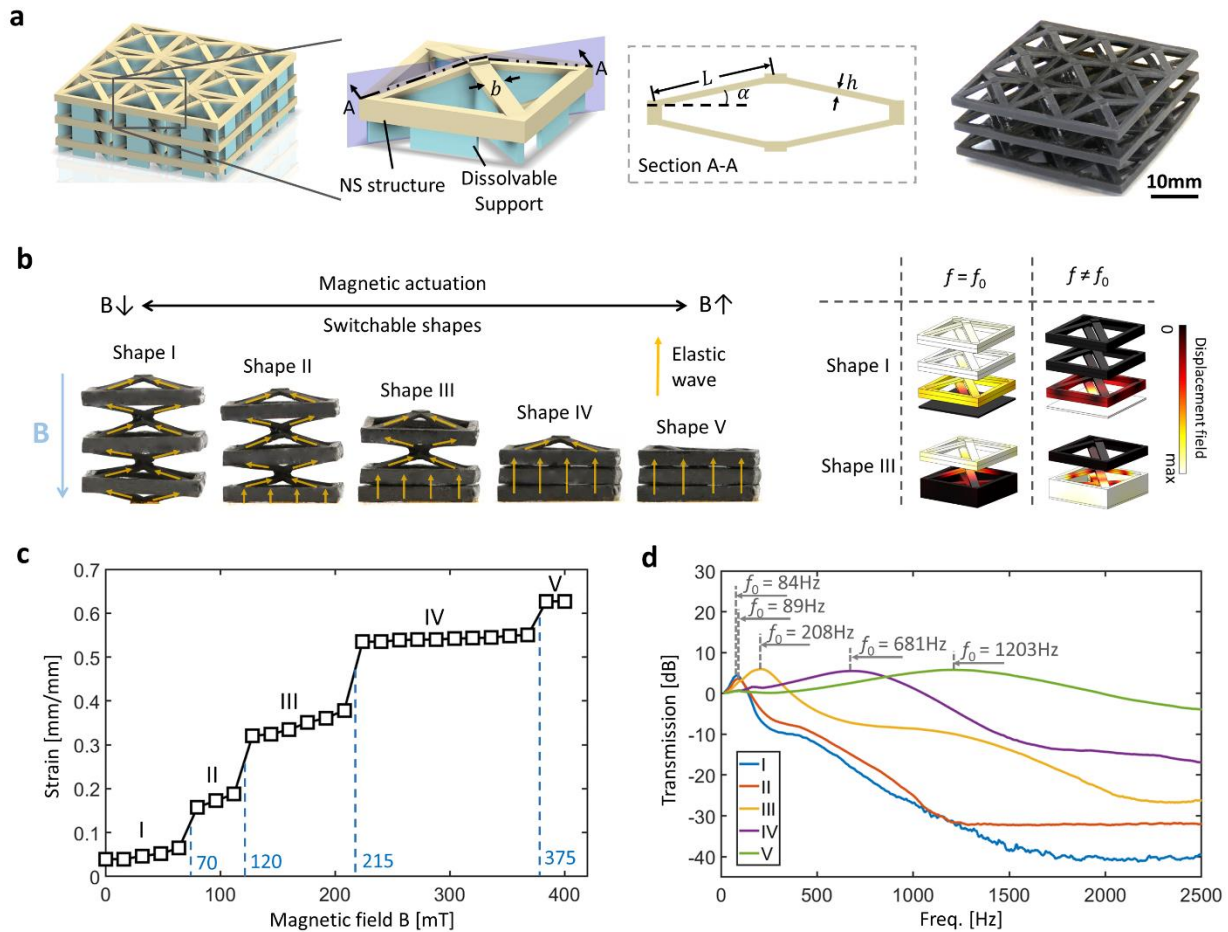 a
A
b
A
NS structure
Dissolvable
Support
L
α
h
Section A-A
10mm
b
Magnetic actuation
B↓
B↑
Switchable shapes
Shape I
Shape II
Shape III
Shape IV
Shape V
Elastic
wave
B
f = f₀
f ≠ f₀
Shape I
Shape III
0
Displacement field
max
c
Strain [mm/mm]
0.7
0.6
0.5
0.4
0.3
0.2
0.1
0
I
II
III
IV
V
70
120
215
375
0
100
200
300
400
Magnetic field B [mT]
d
Transmission [dB]
30
20
10
0
-10
-20
-30
-40
f₀ = 84Hz
f₀ = 89Hz
f₀ = 208Hz
f₀ = 681Hz
f₀ = 1203Hz
I
II
III
IV
V
0
500
1000
1500
2000
2500
Freq. [Hz]